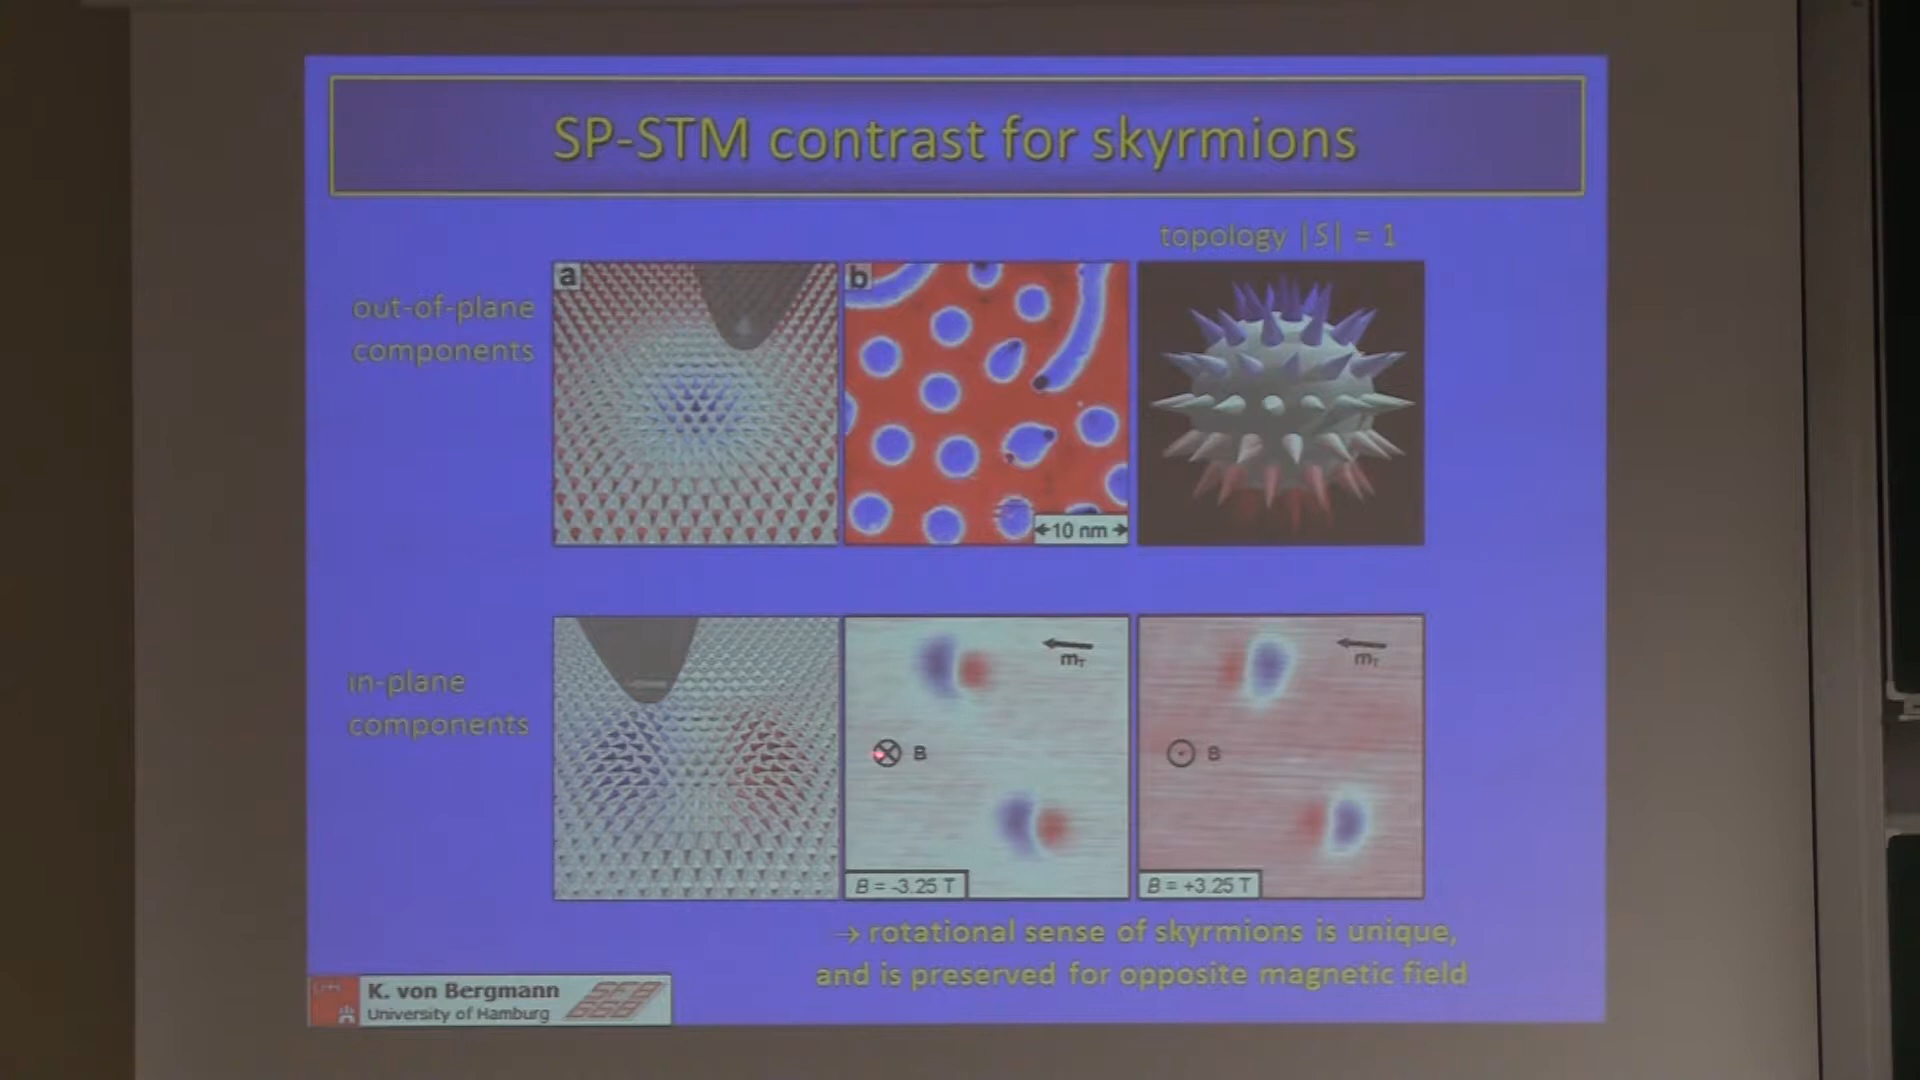 SP-STM contrast for skyrmions
topology |S| = 1
out-of-plane
components
a
b
10 nm
in-plane
components
mT
B
B = -3.25 T
mT
B
B = +3.25 T
→ rotational sense of skyrmions is unique,
and is preserved for opposite magnetic field
K. von Bergmann
University of Hamburg